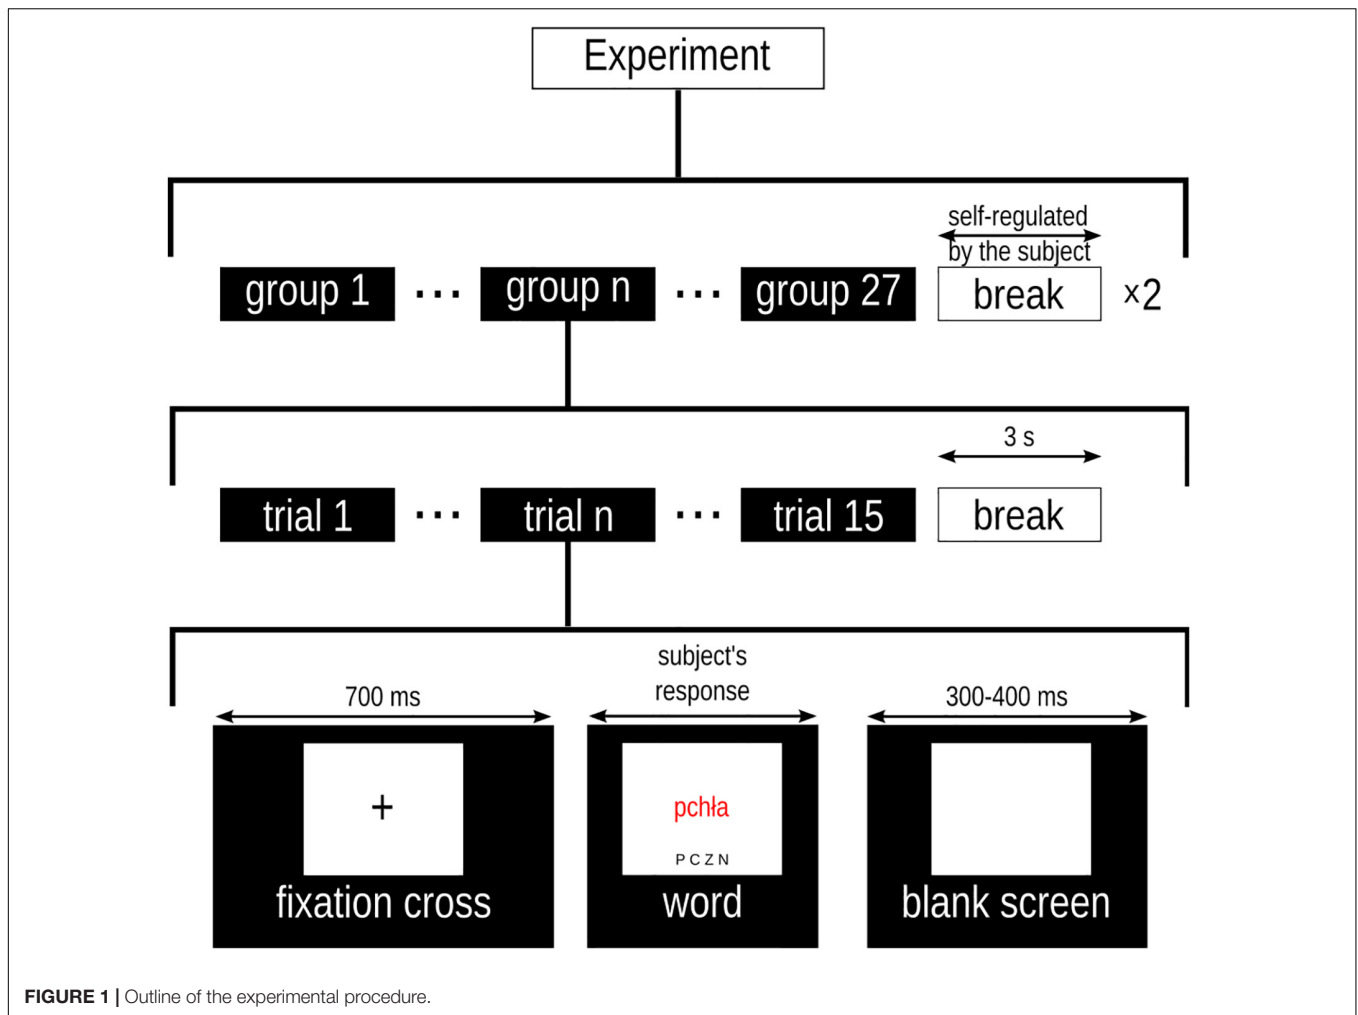 Experiment
self-regulated
by the subject
group 1 ... group n ... group 27 break x2
3 s
trial 1 ... trial n ... trial 15 break
subject's
response
700 ms 300-400 ms
+
pchła
P C Z N
fixation cross word blank screen
FIGURE 1 | Outline of the experimental procedure.